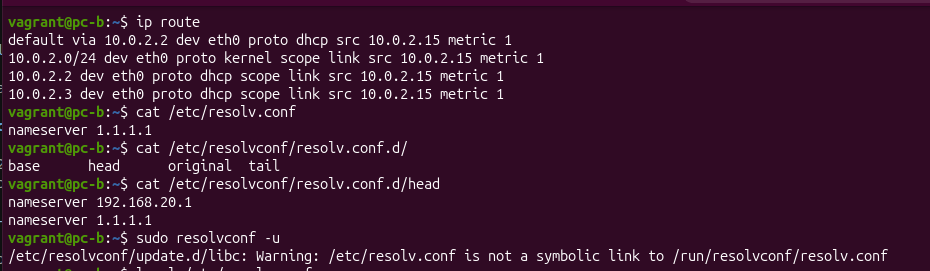 vagrant@pc-b:~$ ip route
default via 10.0.2.2 dev eth0 proto dhcp src 10.0.2.15 metric 1
10.0.2.0/24 dev eth0 proto kernel scope link src 10.0.2.15 metric 1
10.0.2.2 dev eth0 proto dhcp scope link src 10.0.2.15 metric 1
10.0.2.3 dev eth0 proto dhcp scope link src 10.0.2.15 metric 1
vagrant@pc-b:~$ cat /etc/resolv.conf
nameserver 1.1.1.1
vagrant@pc-b:~$ cat /etc/resolvconf/resolv.conf.d/
base      head      original  tail
vagrant@pc-b:~$ cat /etc/resolvconf/resolv.conf.d/head
nameserver 192.168.20.1
nameserver 1.1.1.1
vagrant@pc-b:~$ sudo resolvconf -u
/etc/resolvconf/update.d/libc: Warning: /etc/resolv.conf is not a symbolic link to /run/resolvconf/resolv.conf